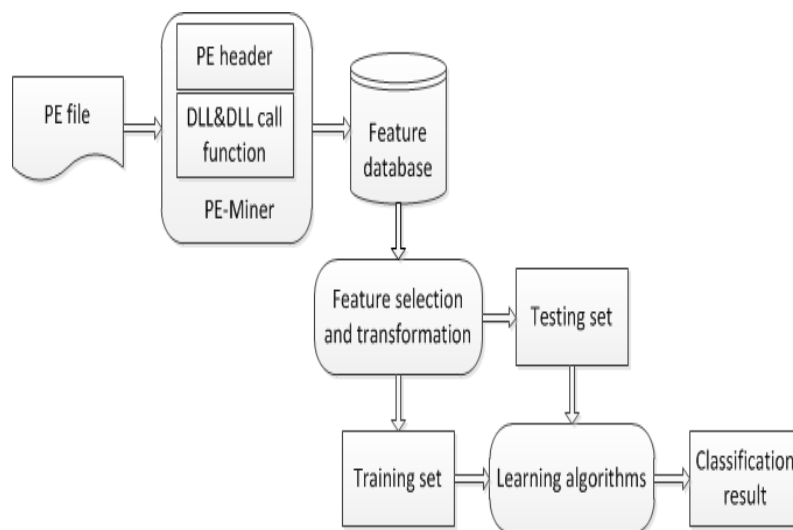 PE file
PE header
DLL&DLL call
function
PE-Miner
Feature
database
Feature selection
and transformation
Testing set
Training set
Learning algorithms
Classification
result